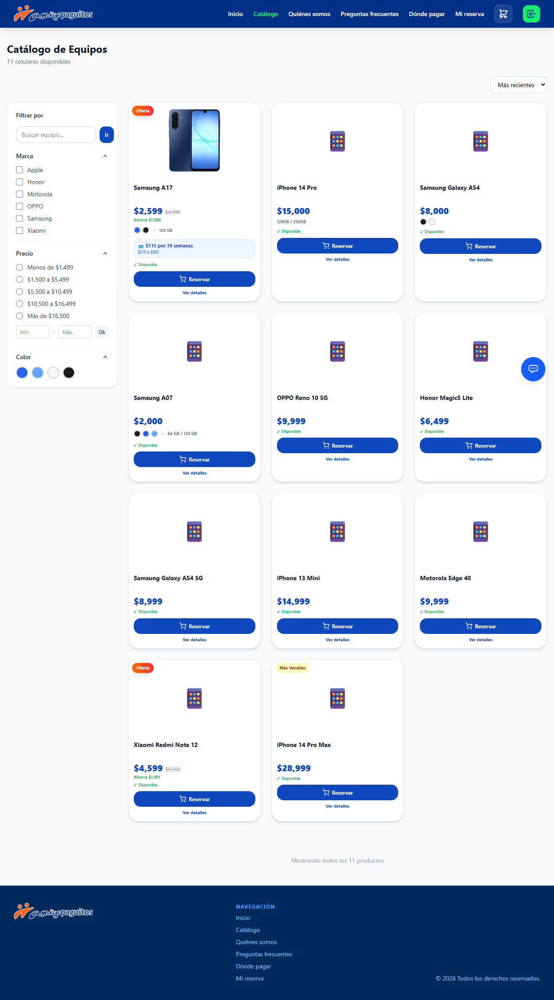 amigopaguitos
Inicio
Catálogo
Quiénes somos
Preguntas frecuentes
Dónde pagar
Mi reserva
Catálogo de Equipos
11 celulares disponibles
Más recientes
Filtrar por
Buscar equipo...
Ir
Marca
Apple
Honor
Motorola
OPPO
Samsung
Xiaomi
Precio
Menos de $1,499
$1,500 a $5,499
$5,500 a $10,499
$10,500 a $16,499
Más de $16,500
Mín.
–
Máx.
Ok
Color
Oferta
Samsung A17
$2,599 $4,499
Ahorra $1,900
128 GB
$115 por 39 semanas
$310 a $850
✓ Disponible
Reservar
Ver detalles
iPhone 14 Pro
$15,000
128GB / 256GB
✓ Disponible
Reservar
Ver detalles
Samsung Galaxy A54
$8,000
✓ Disponible
Reservar
Ver detalles
Samsung A07
$2,000
64 GB / 128 GB
✓ Disponible
Reservar
Ver detalles
OPPO Reno 10 5G
$9,999
✓ Disponible
Reservar
Ver detalles
Honor Magic5 Lite
$6,499
✓ Disponible
Reservar
Ver detalles
Samsung Galaxy A54 5G
$8,999
✓ Disponible
Reservar
Ver detalles
iPhone 13 Mini
$14,999
✓ Disponible
Reservar
Ver detalles
Motorola Edge 40
$9,999
✓ Disponible
Reservar
Ver detalles
Oferta
Xiaomi Redmi Note 12
$4,599 $6,500
Ahorra $1,901
✓ Disponible
Reservar
Ver detalles
Más Vendido
iPhone 14 Pro Max
$28,999
✓ Disponible
Reservar
Ver detalles
Mostrando todos los 11 productos
amigopaguitos
NAVEGACIÓN
Inicio
Catálogo
Quiénes somos
Preguntas frecuentes
Dónde pagar
Mi reserva
© 2026 Todos los derechos reservados.